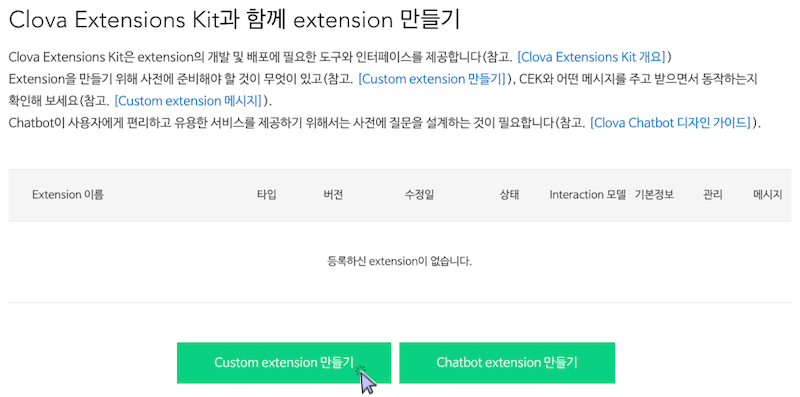 Clova Extensions Kit과 함께 extension 만들기
Clova Extensions Kit은 extension의 개발 및 배포에 필요한 도구와 인터페이스를 제공합니다(참고. [Clova Extensions Kit 개요])
Extension을 만들기 위해 사전에 준비해야 할 것이 무엇이 있고(참고. [Custom extension 만들기]), CEK와 어떤 메시지를 주고 받으면서 동작하는지
확인해 보세요(참고. [Custom extension 메시지]).
Chatbot이 사용자에게 편리하고 유용한 서비스를 제공하기 위해서는 사전에 질문을 설계하는 것이 필요합니다(참고. [Clova Chatbot 디자인 가이드]).
Extension 이름 타입 버전 수정일 상태 Interaction 모델 기본정보 관리 메시지
등록하신 extension이 없습니다.
Custom extension 만들기 Chatbot extension 만들기